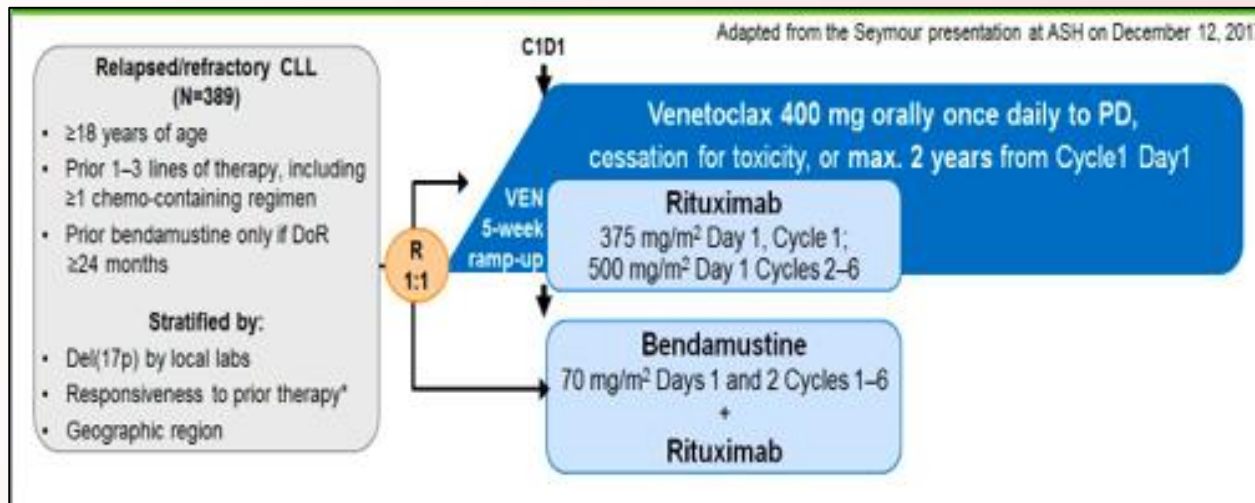 Adapted from the Seymour presentation at ASH on December 12, 201
Relapsed/refractory CLL
(N=389)
• ≥18 years of age
• Prior 1–3 lines of therapy, including
≥1 chemo-containing regimen
• Prior bendamustine only if DoR
≥24 months
Stratified by:
• Del(17p) by local labs
• Responsiveness to prior therapy*
• Geographic region
R
1:1
C1D1
VEN
5-week
ramp-up
Venetoclax 400 mg orally once daily to PD,
cessation for toxicity, or max. 2 years from Cycle1 Day1
Rituximab
375 mg/m² Day 1, Cycle 1;
500 mg/m² Day 1 Cycles 2–6
Bendamustine
70 mg/m² Days 1 and 2 Cycles 1–6
+
Rituximab